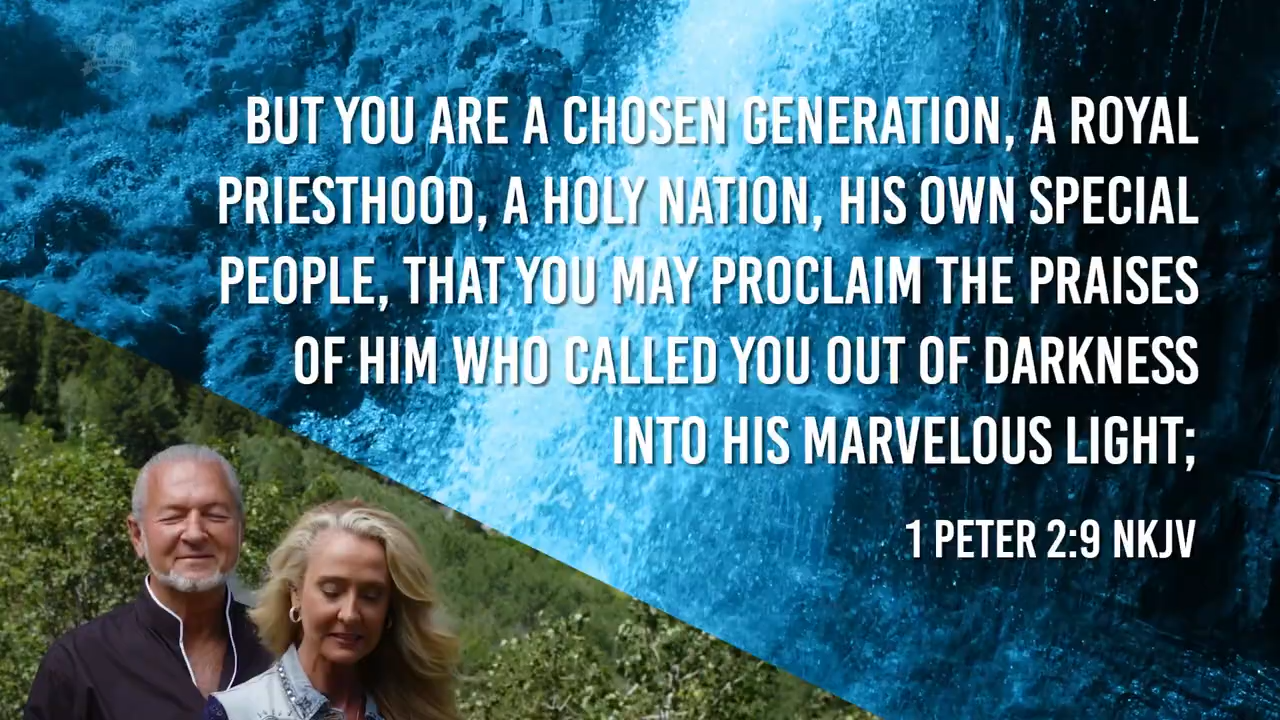 BUT YOU ARE A CHOSEN GENERATION, A ROYAL
PRIESTHOOD, A HOLY NATION, HIS OWN SPECIAL
PEOPLE, THAT YOU MAY PROCLAIM THE PRAISES
OF HIM WHO CALLED YOU OUT OF DARKNESS
INTO HIS MARVELOUS LIGHT;
1 PETER 2:9 NKJV